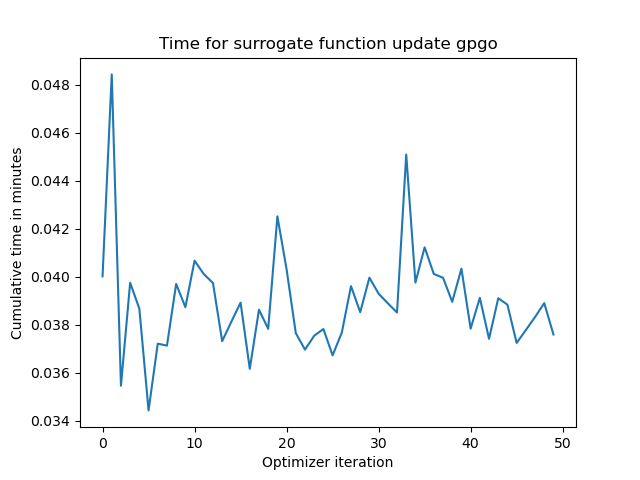 Time for surrogate function update gpgo
Cumulative time in minutes
0.048
0.046
0.044
0.042
0.040
0.038
0.036
0.034
0 10 20 30 40 50
Optimizer iteration